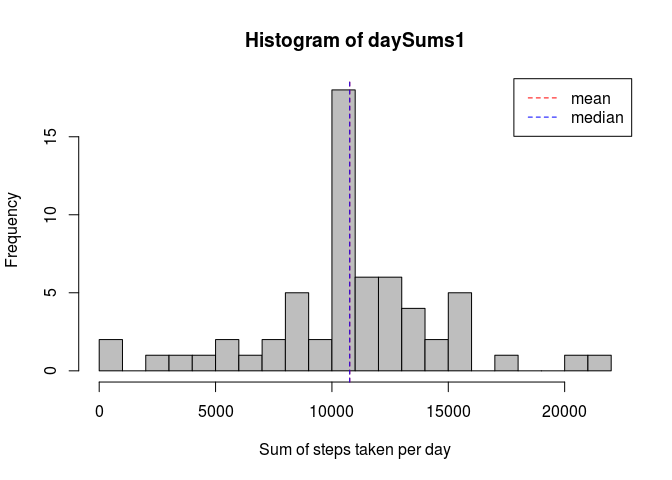 Histogram of daySums1
mean
median
Frequency
15
10
5
0
0 5000 10000 15000 20000
Sum of steps taken per day